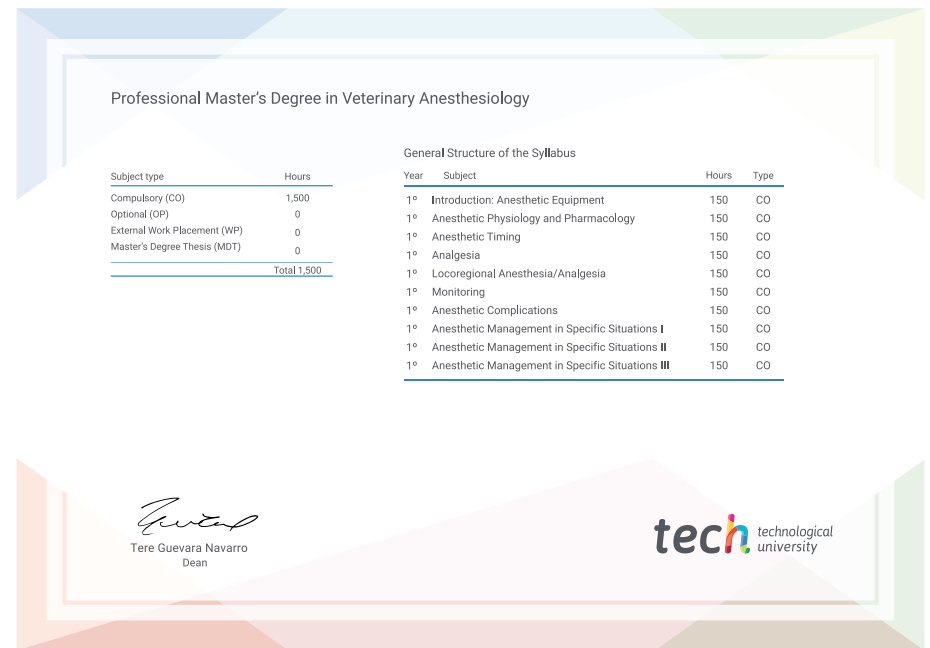 Professional Master's Degree in Veterinary Anesthesiology
Subject type Hours
Compulsory (CO) 1,500
Optional (OP) 0
External Work Placement (WP) 0
Master's Degree Thesis (MDT) 0
Total 1,500
General Structure of the Syllabus
Year Subject Hours Type
1º Introduction: Anesthetic Equipment 150 CO
1º Anesthetic Physiology and Pharmacology 150 CO
1º Anesthetic Timing 150 CO
1º Analgesia 150 CO
1º Locoregional Anesthesia/Analgesia 150 CO
1º Monitoring 150 CO
1º Anesthetic Complications 150 CO
1º Anesthetic Management in Specific Situations I 150 CO
1º Anesthetic Management in Specific Situations II 150 CO
1º Anesthetic Management in Specific Situations III 150 CO
Tere Guevara Navarro
Dean
tech technological
university